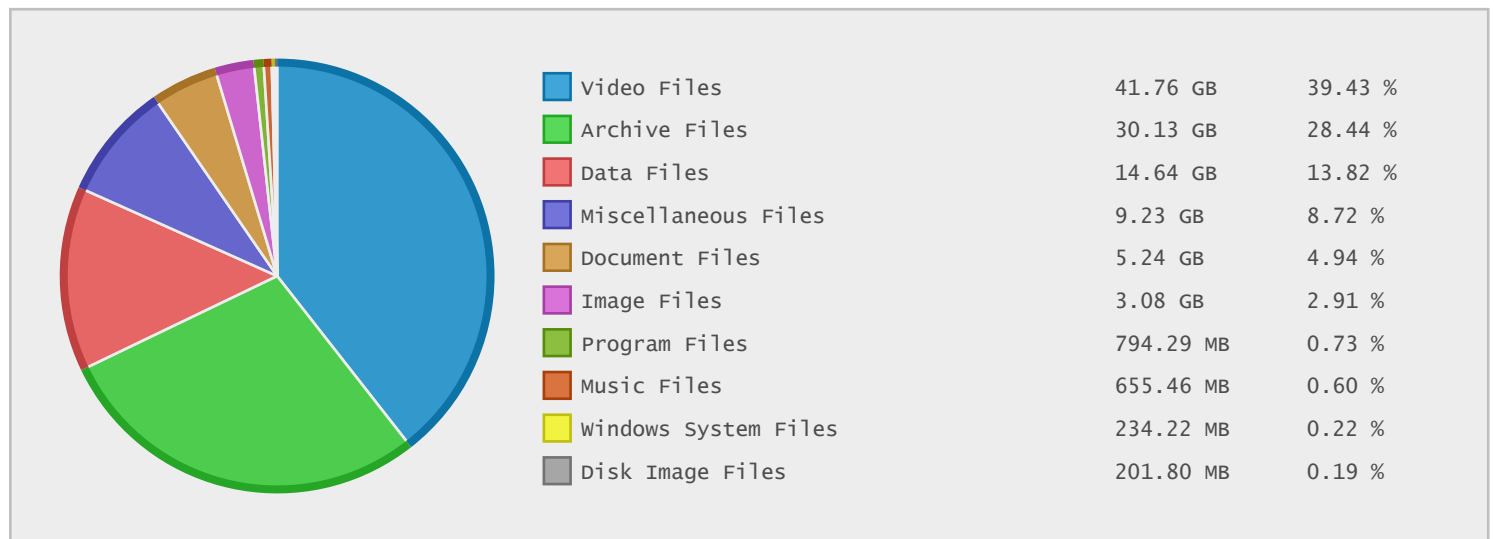 Video Files 41.76 GB 39.43 %
Archive Files 30.13 GB 28.44 %
Data Files 14.64 GB 13.82 %
Miscellaneous Files 9.23 GB 8.72 %
Document Files 5.24 GB 4.94 %
Image Files 3.08 GB 2.91 %
Program Files 794.29 MB 0.73 %
Music Files 655.46 MB 0.60 %
Windows System Files 234.22 MB 0.22 %
Disk Image Files 201.80 MB 0.19 %